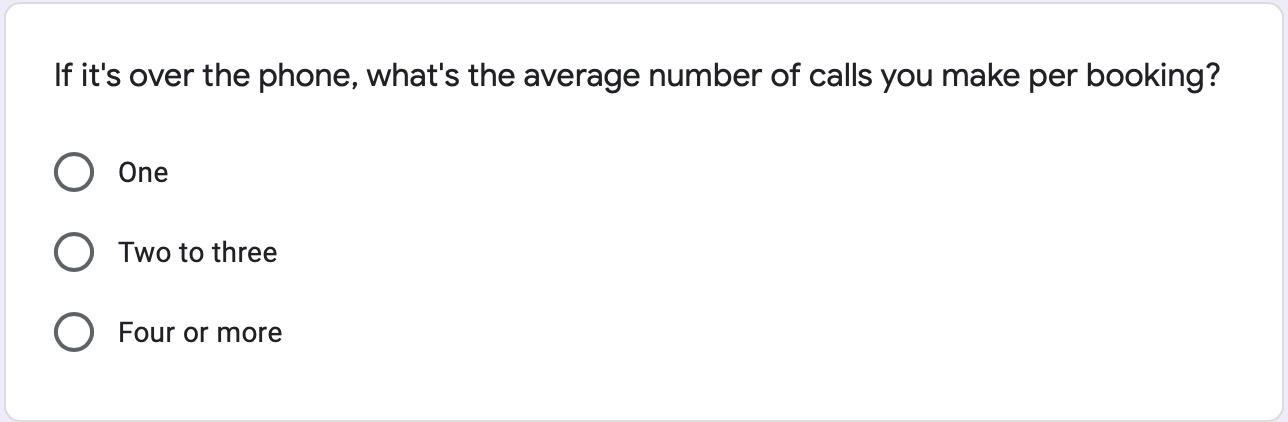 If it's over the phone, what's the average number of calls you make per booking?
One
Two to three
Four or more